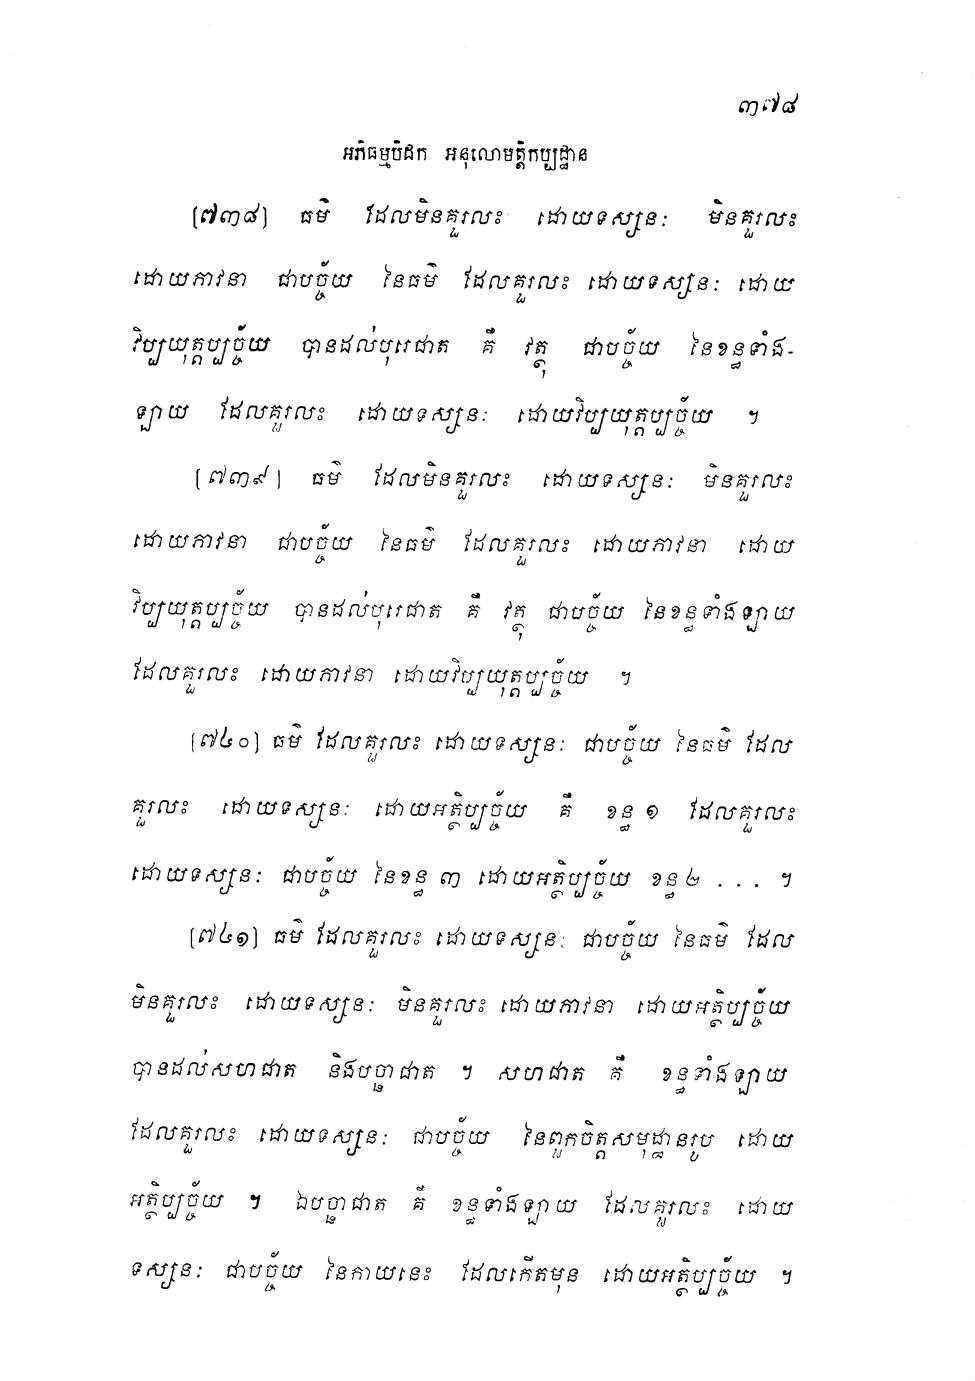 ៣៧៨
អភិធម្មបិដក អនុលោមត្តិកប្បដ្ឋាន
[៧៣៨] ធម៌ ដែលមិនគួរលះ ដោយទស្សនៈ មិនគួរលះ
ដោយភាវនា ជាបច្ច័យ នៃធម៌ ដែលគួរលះ ដោយទស្សនៈ ដោយ
វិប្បយុត្តប្បច្ច័យ បានដល់បុរេជាត គឺ វត្ថុ ជាបច្ច័យ នៃខន្ធទាំង-
ឡាយ ដែលគួរលះ ដោយទស្សនៈ ដោយវិប្បយុត្តប្បច្ច័យ ។
[៧៣៩] ធម៌ ដែលមិនគួរលះ ដោយទស្សនៈ មិនគួរលះ
ដោយភាវនា ជាបច្ច័យ នៃធម៌ ដែលគួរលះ ដោយភាវនា ដោយ
វិប្បយុត្តប្បច្ច័យ បានដល់បុរេជាត គឺ វត្ថុ ជាបច្ច័យ នៃខន្ធទាំងឡាយ
ដែលគួរលះ ដោយភាវនា ដោយវិប្បយុត្តប្បច្ច័យ ។
[៧៤០] ធម៌ ដែលគួរលះ ដោយទស្សនៈ ជាបច្ច័យ នៃធម៌ ដែល
គួរលះ ដោយទស្សនៈ ដោយអត្ថិប្បច្ច័យ គឺ ខន្ធ ១ ដែលគួរលះ
ដោយទស្សនៈ ជាបច្ច័យ នៃខន្ធ ៣ ដោយអត្ថិប្បច្ច័យ ខន្ធ ២ . . . ។
[៧៤១] ធម៌ ដែលគួរលះ ដោយទស្សនៈ ជាបច្ច័យ នៃធម៌ ដែល
មិនគួរលះ ដោយទស្សនៈ មិនគួរលះ ដោយភាវនា ដោយអត្ថិប្បច្ច័យ
បានដល់សហជាត និងបច្ឆាជាត ។ សហជាត គឺ ខន្ធទាំងឡាយ
ដែលគួរលះ ដោយទស្សនៈ ជាបច្ច័យ នៃពួកចិត្តសមុដ្ឋានរូប ដោយ
អត្ថិប្បច្ច័យ ។ ឯបច្ឆាជាត គឺ ខន្ធទាំងឡាយ ដែលគួរលះ ដោយ
ទស្សនៈ ជាបច្ច័យ នៃកាយនេះ ដែលកើតមុន ដោយអត្ថិប្បច្ច័យ ។